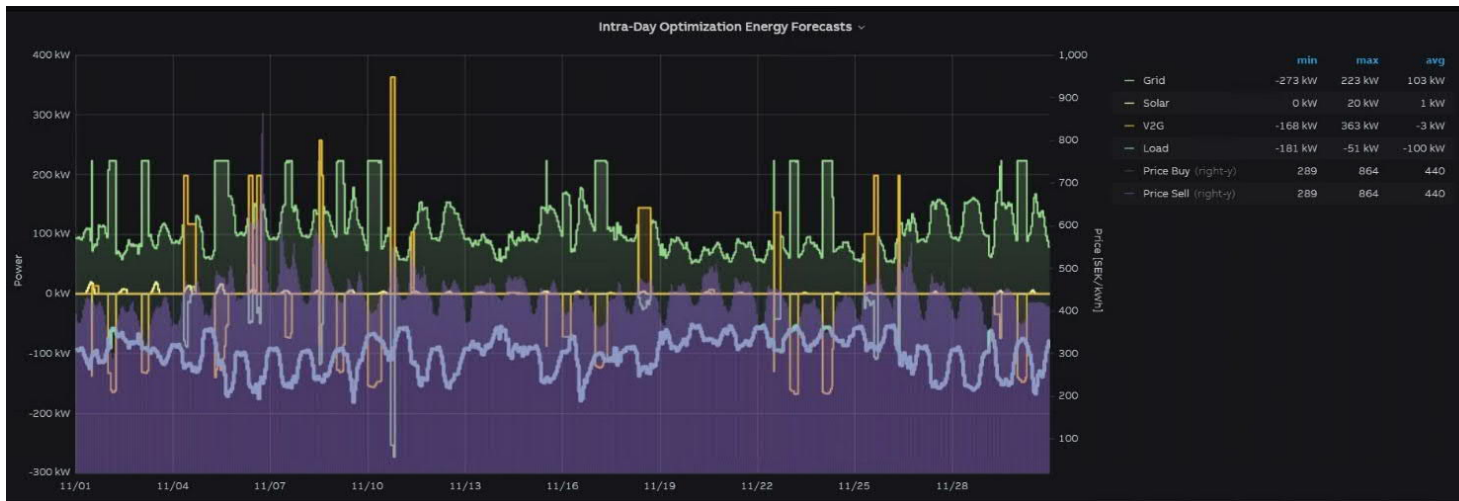 Intra-Day Optimization Energy Forecasts
400 kW
300 kW
200 kW
100 kW
0 kW
-100 kW
-200 kW
-300 kW
Power
11/01
11/04
11/07
11/10
11/13
11/16
11/19
11/22
11/25
11/28
1,000
900
800
700
600
500
400
300
200
100
Price [SEK/kWh]
min max avg
Grid -273 kW 223 kW 103 kW
Solar 0 kW 20 kW 1 kW
V2G -168 kW 363 kW -3 kW
Load -181 kW -51 kW -100 kW
Price Buy (right-y) 289 864 440
Price Sell (right-y) 289 864 440